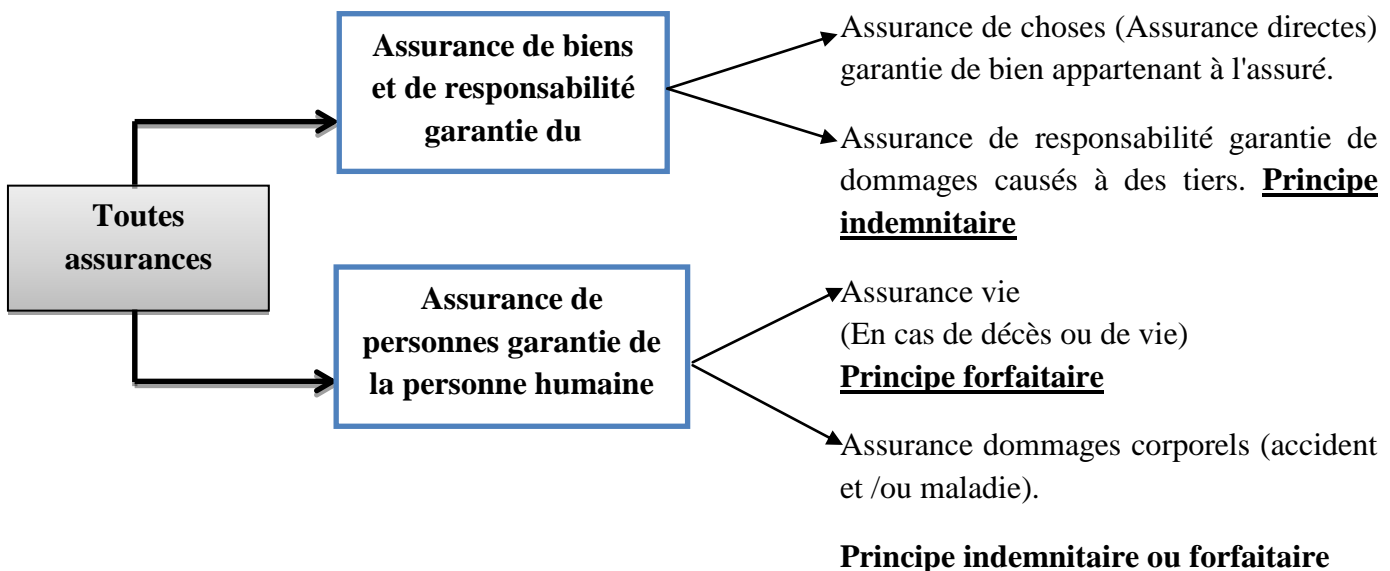 Toutes
assurances
Assurance de biens
et de responsabilité
garantie du
Assurance de choses (Assurance directes)
garantie de bien appartenant à l'assuré.
Assurance de responsabilité garantie de
dommages causés à des tiers. Principe
indemnitaire
Assurance de
personnes garantie de
la personne humaine
Assurance vie
(En cas de décès ou de vie)
Principe forfaitaire
Assurance dommages corporels (accident
et /ou maladie).
Principe indemnitaire ou forfaitaire